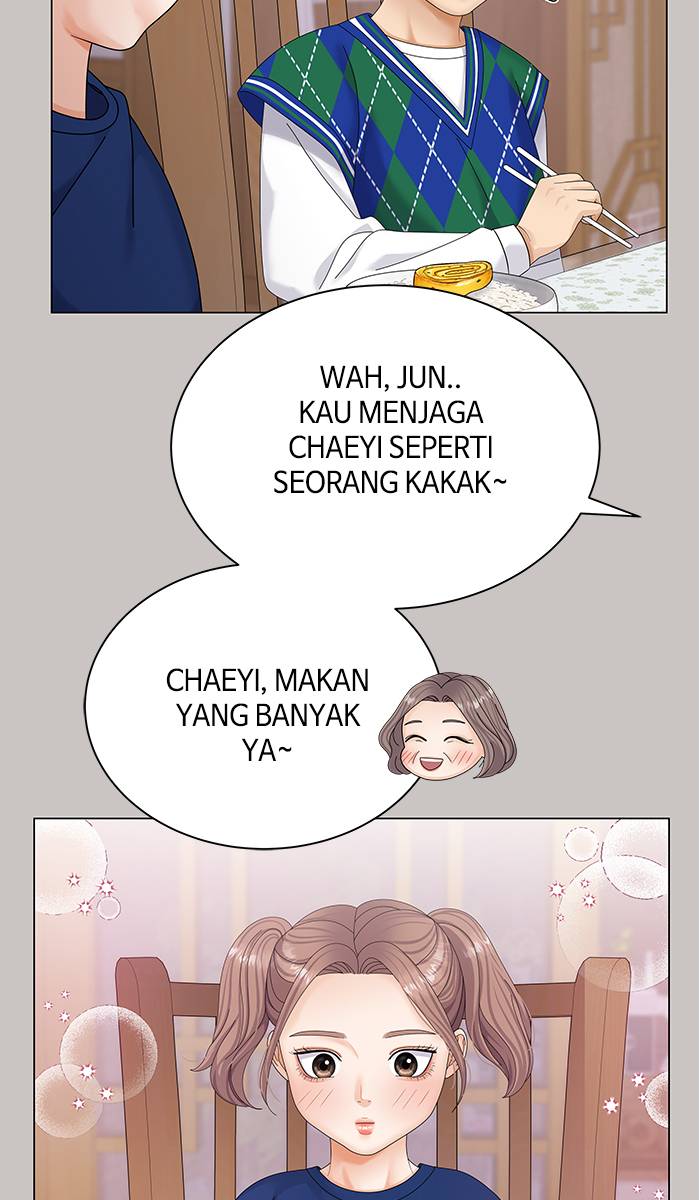 WAH, JUN..
KAU MENJAGA
CHAEYI SEPERTI
SEORANG KAKAK~
CHAEYI, MAKAN
YANG BANYAK
YA~